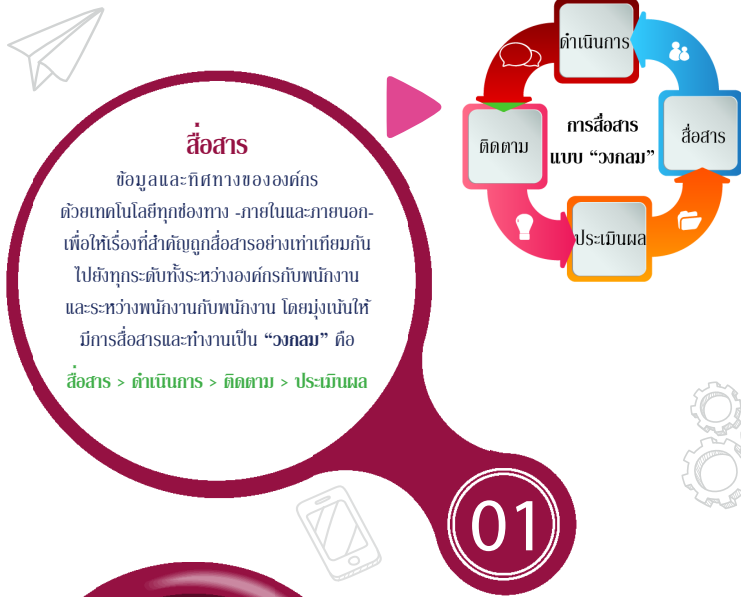 สื่อสาร
ข้อมูลและทิศทางขององค์กร
ด้วยเทคโนโลยีทุกช่องทาง -ภายในและภายนอก-
เพื่อให้เรื่องที่สำคัญถูกสื่อสารอย่างเท่าเทียมกัน
ไปยังทุกระดับทั้งระหว่างองค์กรกับพนักงาน
และระหว่างพนักงานกับพนักงาน โดยมุ่งเน้นให้
มีการสื่อสารและทำงานเป็น “วงกลม” คือ
สื่อสาร > ดำเนินการ > ติดตาม > ประเมินผล
01
ดำเนินการ
ติดตาม
การสื่อสาร
แบบ “วงกลม”
สื่อสาร
ประเมินผล